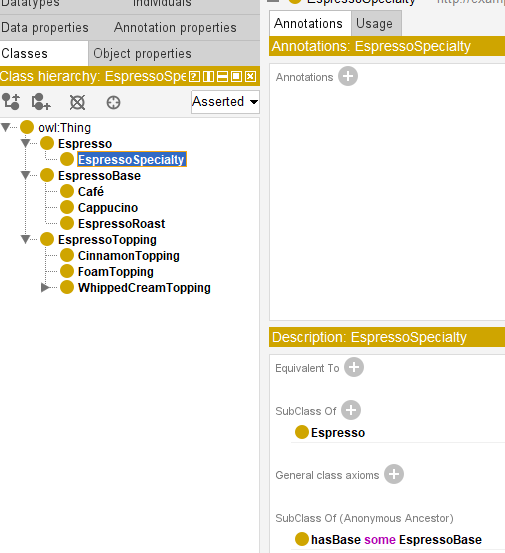 Datatypes
Individuals
Data properties
Annotation properties
Classes
Object properties
Class hierarchy: EspressoSpe
Asserted
owl:Thing
Espresso
EspressoSpecialty
EspressoBase
Café
Cappucino
EspressoRoast
EspressoTopping
CinnamonTopping
FoamTopping
WhippedCreamTopping
EspressoSpecialty
Annotations
Usage
Annotations: EspressoSpecialty
Annotations
Description: EspressoSpecialty
Equivalent To
SubClass Of
Espresso
General class axioms
SubClass Of (Anonymous Ancestor)
hasBase some EspressoBase